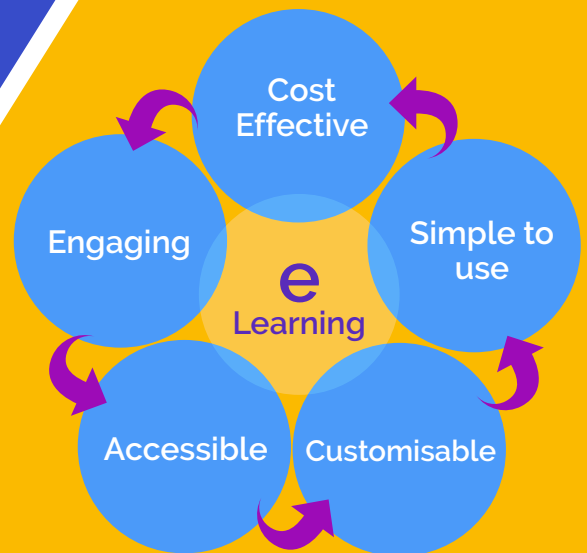 Cost
Effective
Engaging
Simple to
use
e
Learning
Accessible
Customisable